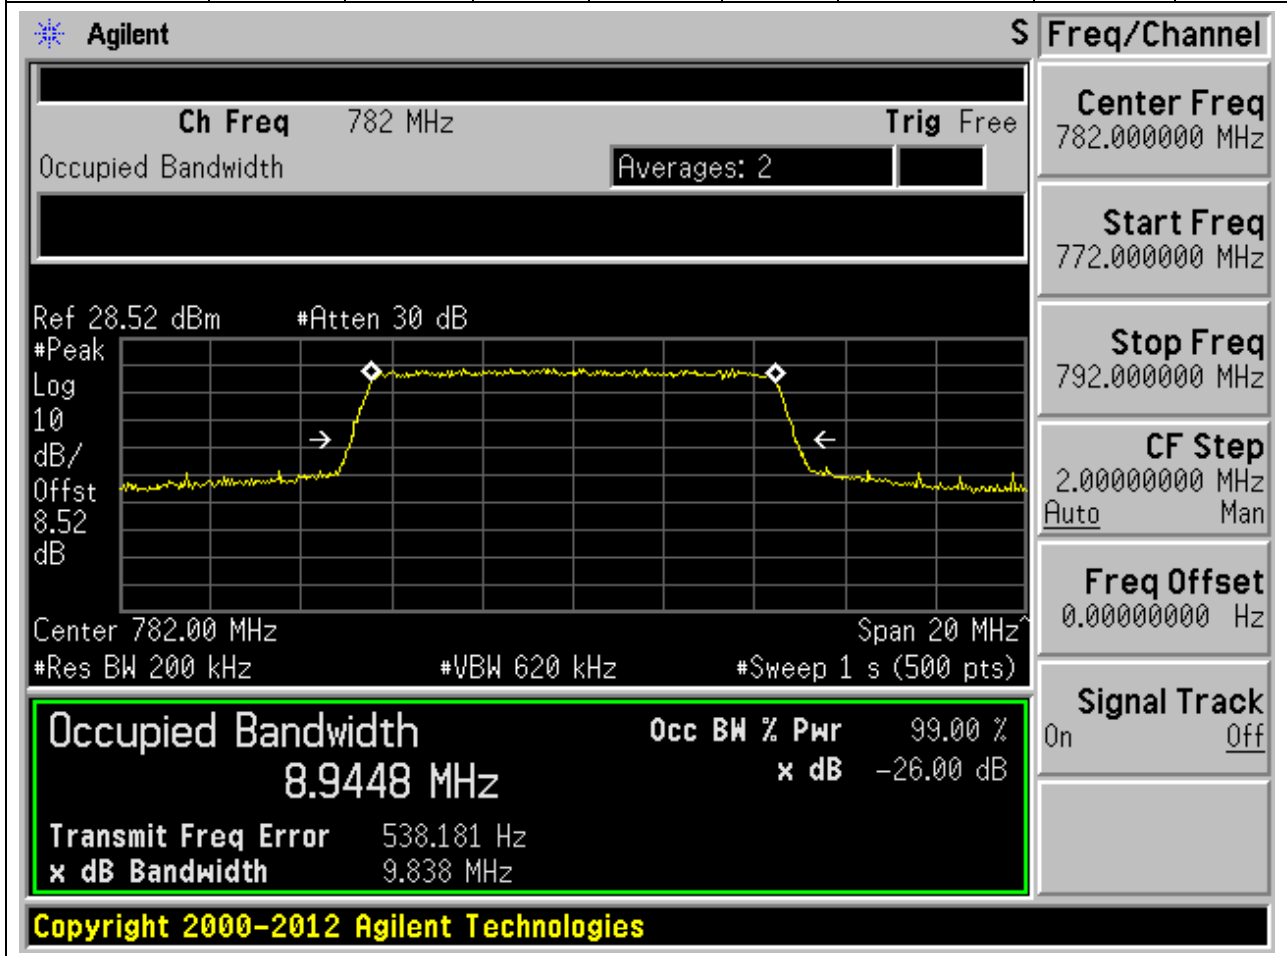 Agilent S Freq/Channel
Ch Freq 782 MHz Trig Free
Occupied Bandwidth Averages: 2
Ref 28.52 dBm #Atten 30 dB
#Peak
Log
10
dB/
Offst
8.52
dB
Center 782.00 MHz Span 20 MHz^
#Res BW 200 kHz #VBW 620 kHz #Sweep 1 s (500 pts)
Occupied Bandwidth Occ BW % Pwr 99.00 %
8.9448 MHz x dB -26.00 dB
Transmit Freq Error 538.181 Hz
x dB Bandwidth 9.838 MHz
Copyright 2000-2012 Agilent Technologies
Center Freq
782.000000 MHz
Start Freq
772.000000 MHz
Stop Freq
792.000000 MHz
CF Step
2.00000000 MHz
Auto Man
Freq Offset
0.00000000 Hz
Signal Track
On Off